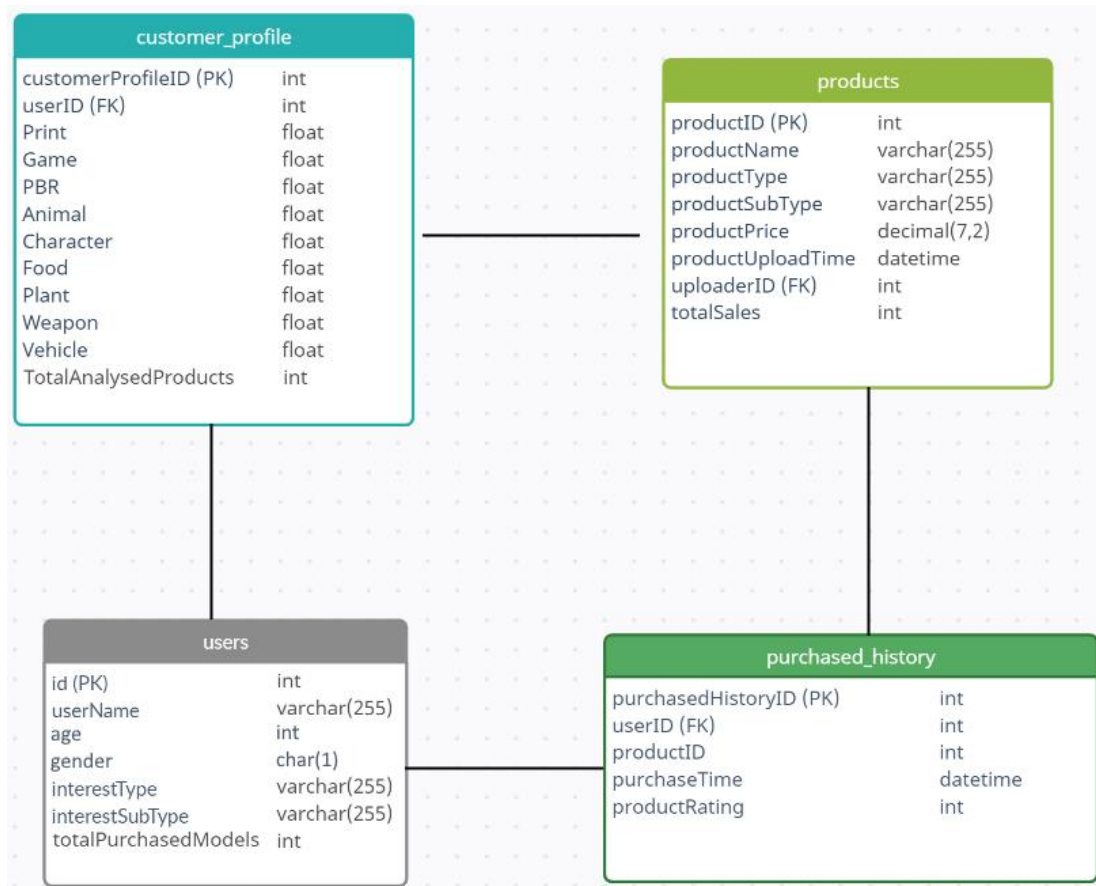 customer_profile
customerProfileID (PK) int
userID (FK) int
Print float
Game float
PBR float
Animal float
Character float
Food float
Plant float
Weapon float
Vehicle float
TotalAnalysedProducts int
products
productID (PK) int
productName varchar(255)
productType varchar(255)
productSubType varchar(255)
productPrice decimal(7,2)
productUploadTime datetime
uploaderID (FK) int
totalSales int
users
id (PK) int
userName varchar(255)
age int
gender char(1)
interestType varchar(255)
interestSubType varchar(255)
totalPurchasedModels int
purchased_history
purchasedHistoryID (PK) int
userID (FK) int
productID int
purchaseTime datetime
productRating int